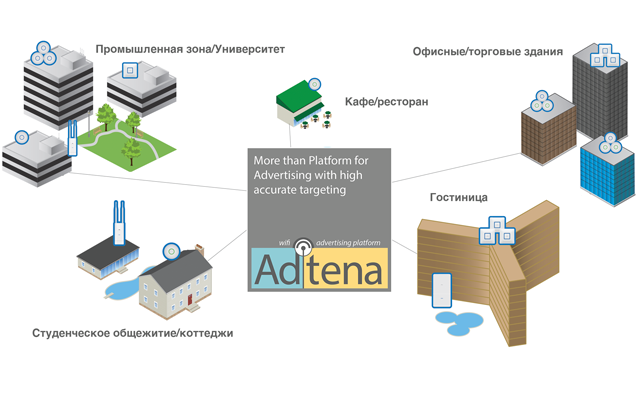 Промышленная зона/Университет
Офисные/торговые здания
Кафе/ресторан
More than Platform for
Advertising with high
accurate targeting
Гостиница
wifi advertising platform
Adtena
Студенческое общежитие/коттеджи